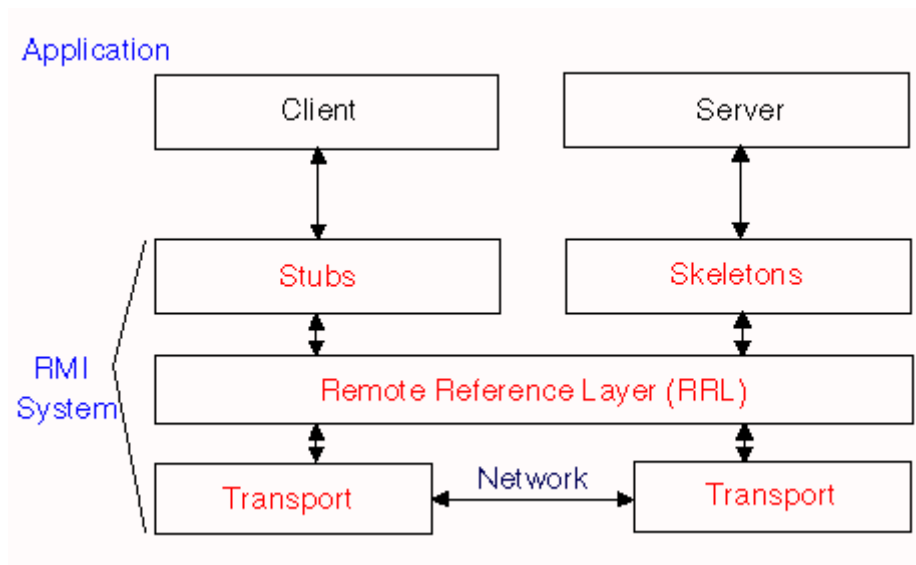 Application
Client
Server
Stubs
Skeletons
RMI
System
Remote Reference Layer (RRL)
Network
Transport
Transport